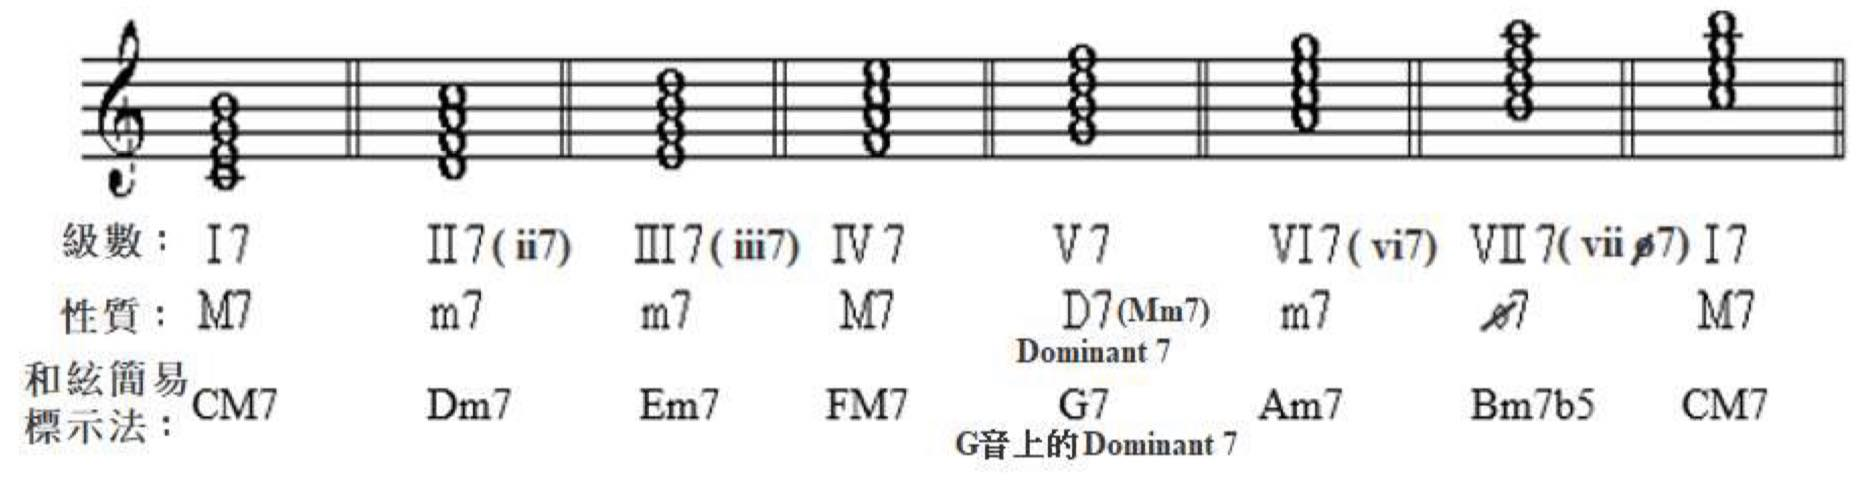 級數： I7 II7( ii7) III7( iii7) IV7 V7 VI7( vi7) VII7( vii ø7) I7
性質： M7 m7 m7 M7 D7(Mm7) m7 ø7 M7
Dominant 7
和絃簡易
標示法： CM7 Dm7 Em7 FM7 G7 Am7 Bm7b5 CM7
G音上的Dominant 7